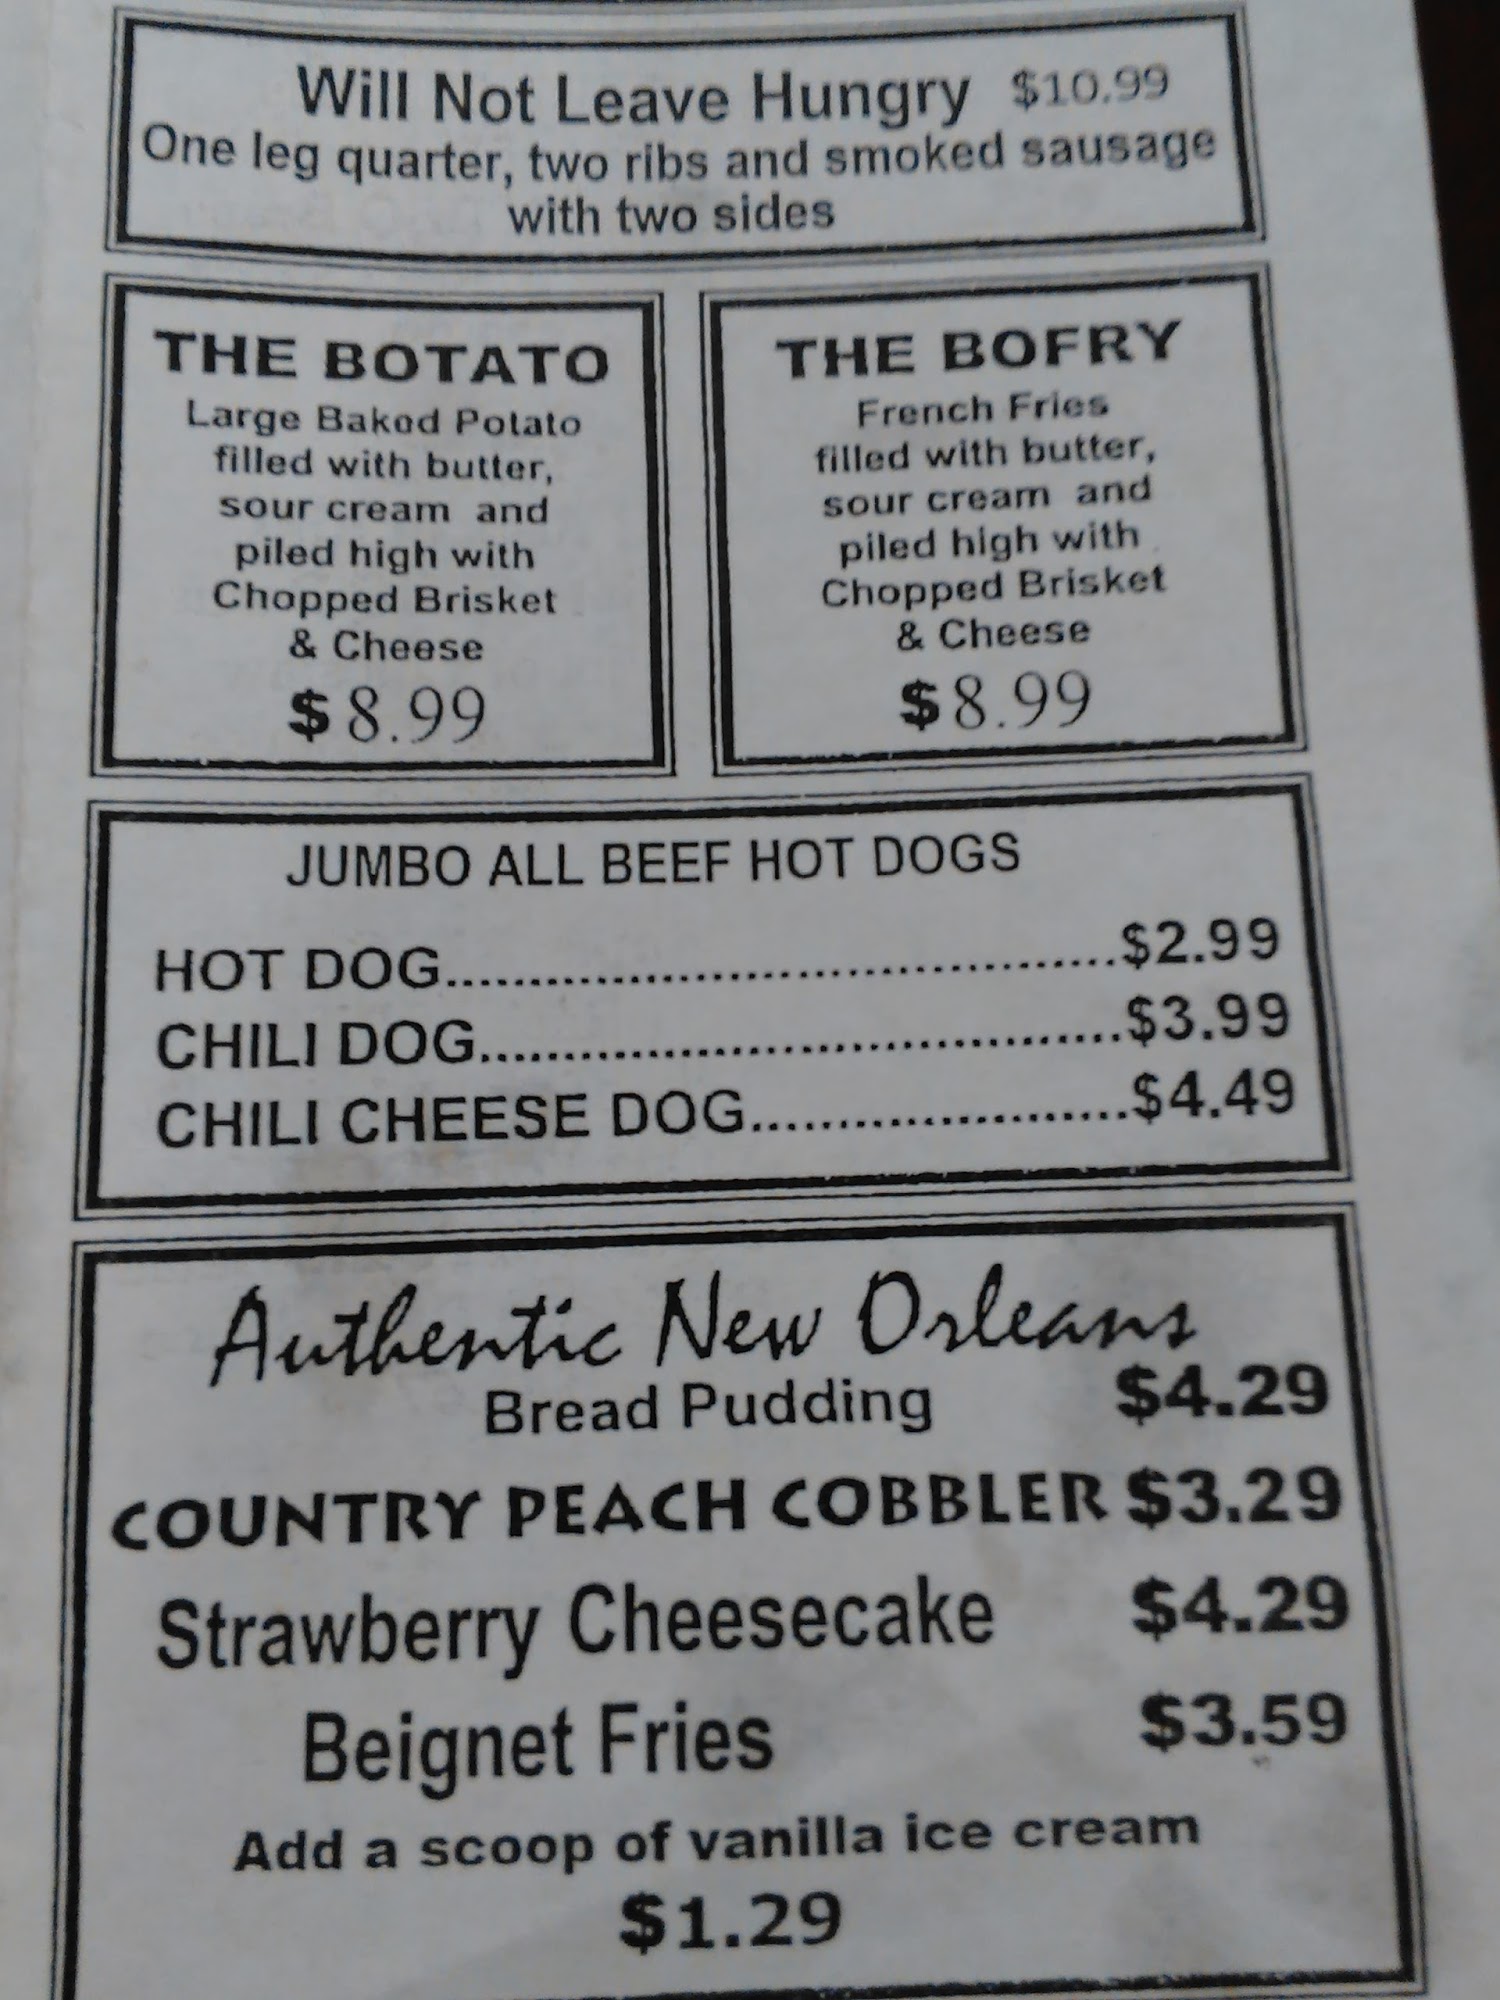 Will Not Leave Hungry $10.99
One leg quarter, two ribs and smoked sausage
with two sides
THE BOTATO
Large Baked Potato
filled with butter,
sour cream and
piled high with
Chopped Brisket
& Cheese
$8.99
THE BOFRY
French Fries
filled with butter,
sour cream and
piled high with
Chopped Brisket
& Cheese
$8.99
JUMBO ALL BEEF HOT DOGS
HOT DOG........................................$2.99
CHILI DOG......................................$3.99
CHILI CHEESE DOG......................$4.49
Authentic New Orleans
Bread Pudding $4.29
COUNTRY PEACH COBBLER $3.29
Strawberry Cheesecake $4.29
Beignet Fries $3.59
Add a scoop of vanilla ice cream
$1.29